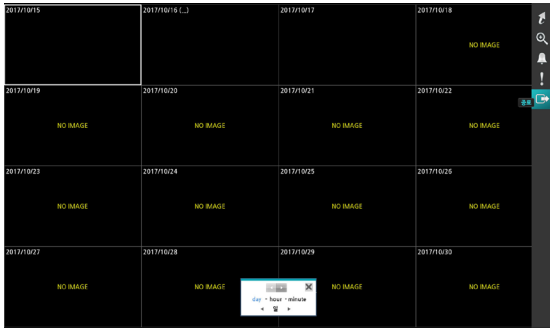 2017/10/15
2017/10/16 (...)
2017/10/17
2017/10/18
NO IMAGE
2017/10/19
2017/10/20
2017/10/21
2017/10/22
종료
NO IMAGE
NO IMAGE
NO IMAGE
NO IMAGE
2017/10/23
2017/10/24
2017/10/25
2017/10/26
NO IMAGE
NO IMAGE
NO IMAGE
NO IMAGE
2017/10/27
2017/10/28
2017/10/29
2017/10/30
NO IMAGE
NO IMAGE
NO IMAGE
NO IMAGE
day - hour - minute
일